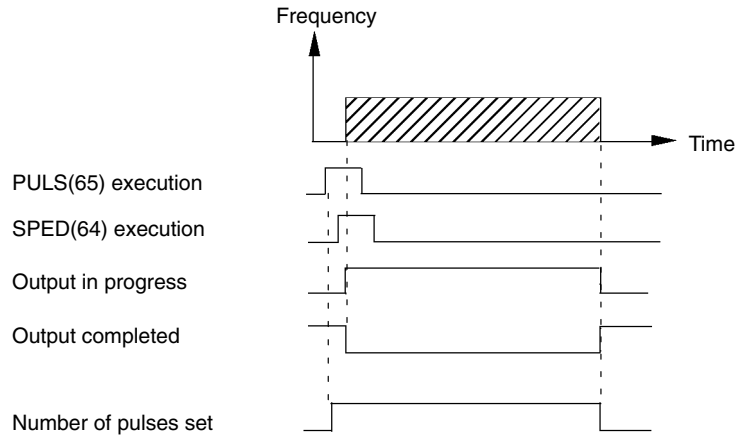 Frequency
Time
PULS(65) execution
SPED(64) execution
Output in progress
Output completed
Number of pulses set